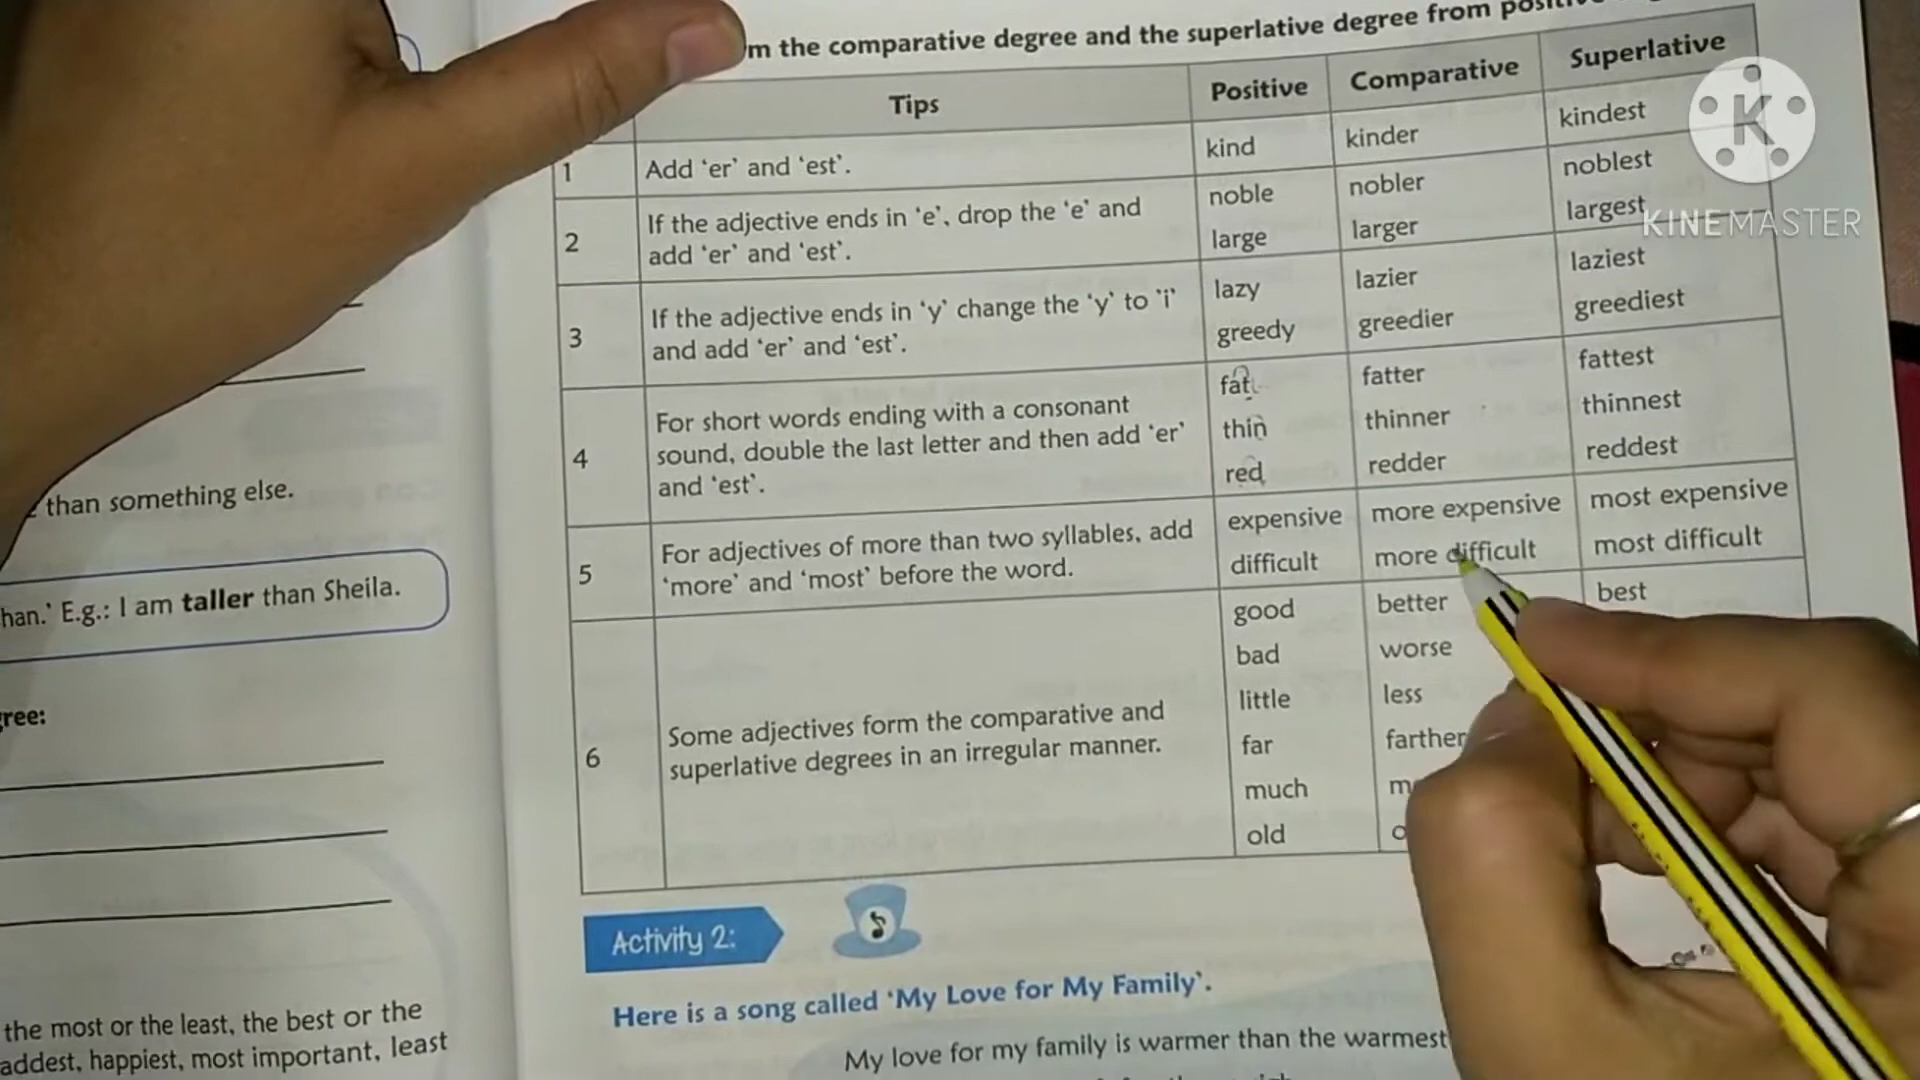 m the comparative degree and the superlative degree from
Tips Positive Comparative Superlative
1 Add ‘er’ and ‘est’. kind kinder kindest
2 If the adjective ends in ‘e’, drop the ‘e’ and add ‘er’ and ‘est’.
noble nobler noblest
large larger largest
3 If the adjective ends in ‘y’ change the ‘y’ to ‘i’
and add ‘er’ and ‘est’.
lazy lazier laziest
greedy greedier greediest
4 For short words ending with a consonant
sound, double the last letter and then add ‘er’
and ‘est’.
fat fatter fattest
thin thinner thinnest
red redder reddest
5 For adjectives of more than two syllables, add
‘more’ and ‘most’ before the word.
expensive more expensive most expensive
difficult more difficult most difficult
6 Some adjectives form the comparative and
superlative degrees in an irregular manner.
good better best
bad worse
little less
far farther
much
old
Activity 2:
Here is a song called ‘My Love for My Family’.
My love for my family is warmer than the warmest
than something else.
han.’ E.g.: I am taller than Sheila.
gree:
the most or the least, the best or the
addest, happiest, most important, least
K
KINEMASTER